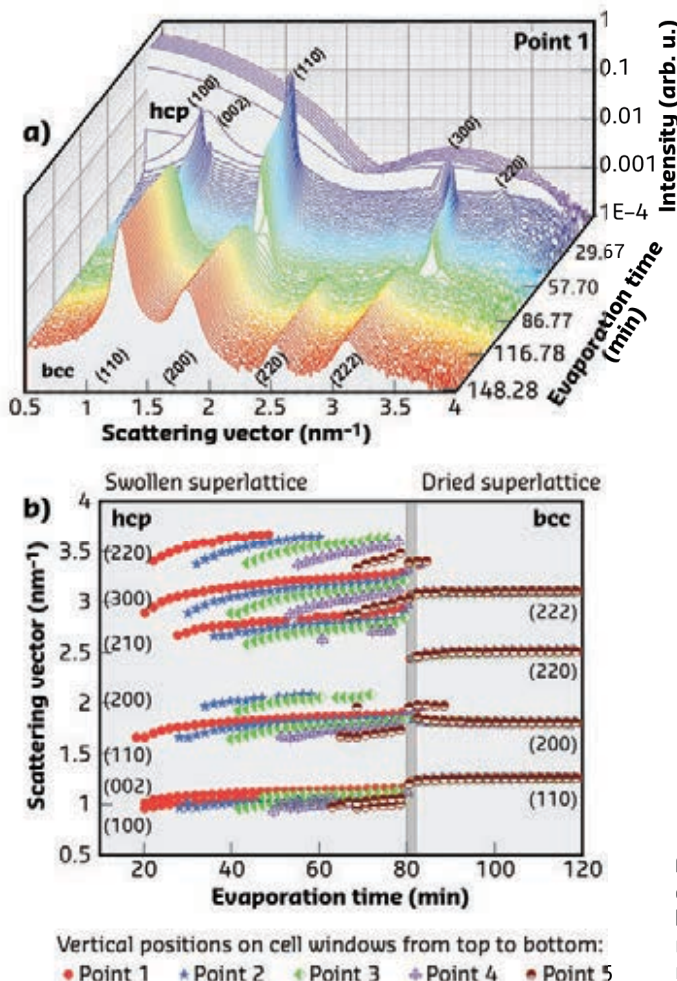 a)
Point 1
1
0.1
0.01
0.001
1E–4
Intensity (arb. u.)
hcp
(100)
(002)
(110)
(300)
(220)
29.67
57.70
86.77
116.78
148.28
Evaporation time
(min)
bcc
(110)
(200)
(220)
(222)
0.5 1 1.5 2 2.5 3 3.5 4
Scattering vector (nm⁻¹)
Swollen superlattice Dried superlattice
b)
hcp bcc
4
3.5
3
2.5
2
1.5
1
0.5
Scattering vector (nm⁻¹)
(220)
(300)
(210)
(200)
(110)
(002)
(100)
(222)
(220)
(200)
(110)
20 40 60 80 100 120
Evaporation time (min)
Vertical positions on cell windows from top to bottom:
Point 1 Point 2 Point 3 Point 4 Point 5